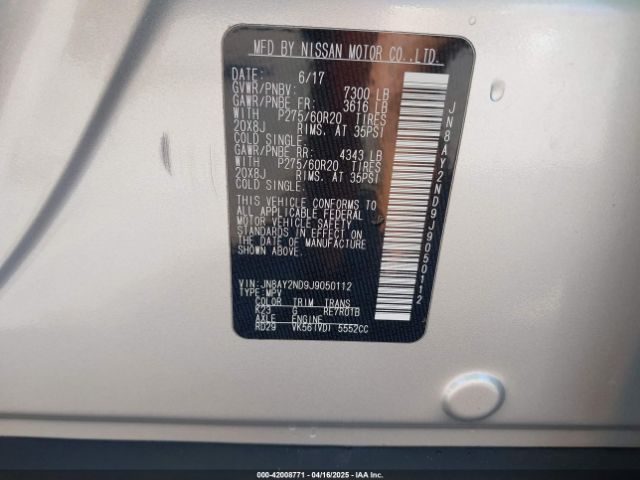 MFD BY NISSAN MOTOR CO.,LTD.
DATE: 6/17
GVWR/PNBV: 7300 LB
GAWR/PNBE FR: 3616 LB
WITH P275/60R20 TIRES
20X8J RIMS, AT 35PSI
COLD SINGLE.
GAWR/PNBE RR: 4343 LB
WITH P275/60R20 TIRES
20X8J RIMS, AT 35PSI
COLD SINGLE.
THIS VEHICLE CONFORMS TO
ALL APPLICABLE FEDERAL
MOTOR VEHICLE SAFETY
STANDARDS IN EFFECT ON
THE DATE OF MANUFACTURE
SHOWN ABOVE.
VIN:JN8AY2ND9J9050112
TYPE:MPV
COLOR TRIM TRANS
K23 G RE7R01B
AXLE ENGINE
RD29 VK56(VD) 5552CC
JN8AY2ND9J9050112
000-42008771 - 04/16/2025 - IAAI.COM